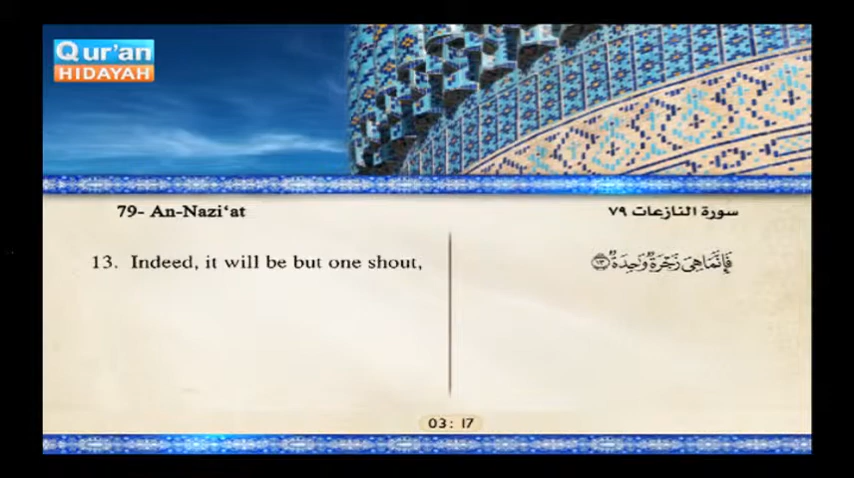 Qur'an
HIDAYAH
79- An-Nazi‘at
سورة النازعات ٧٩
13. Indeed, it will be but one shout,
فَإِنَّمَا هِىَ زَجْرَةٌ وَٰحِدَةٌ ١٣
03: 17